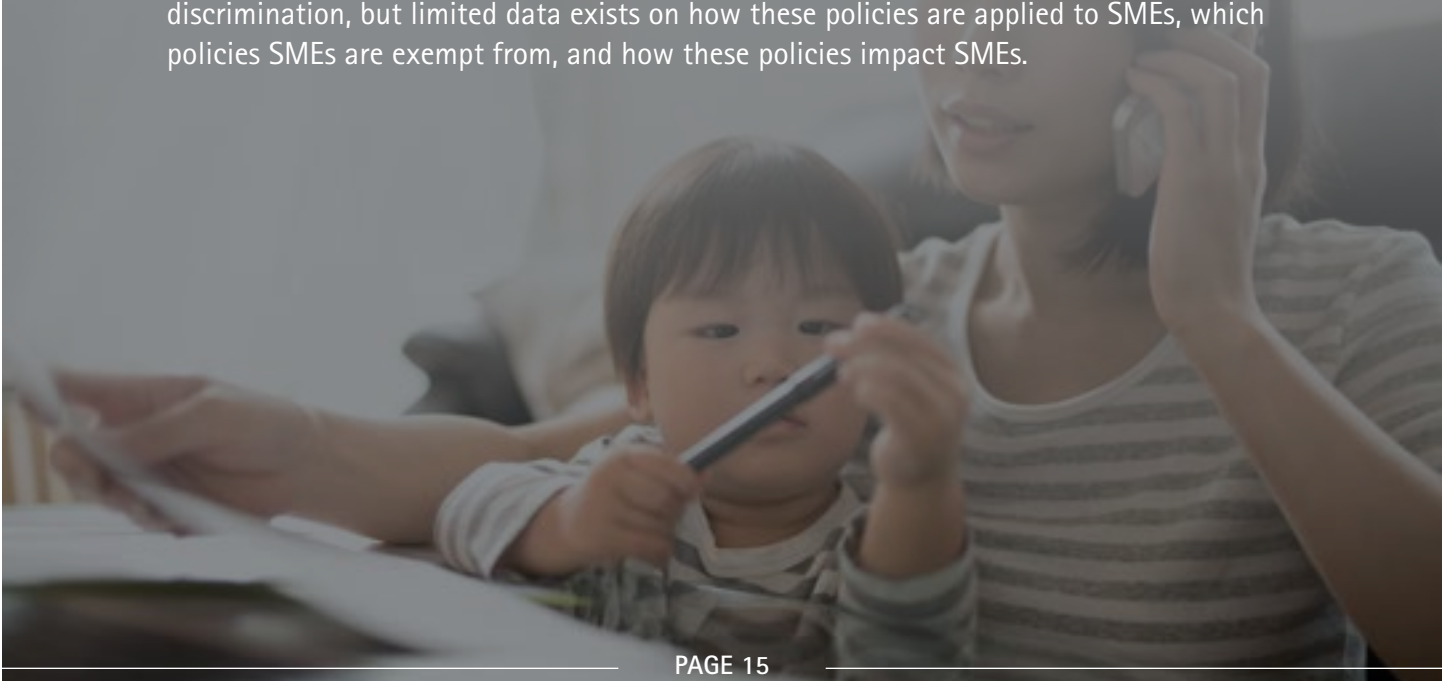 discrimination, but limited data exists on how these policies are applied to SMEs, which
policies SMEs are exempt from, and how these policies impact SMEs.
PAGE 15